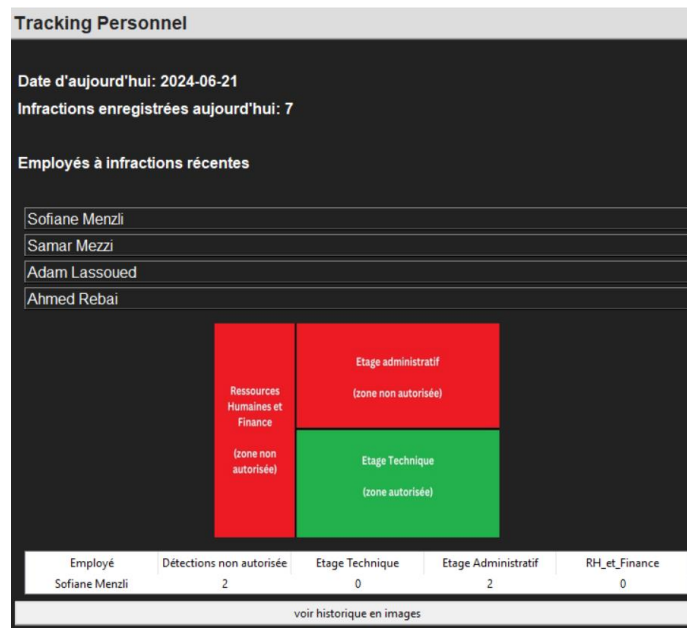 Tracking Personnel
Date d'aujourd'hui: 2024-06-21
Infractions enregistrées aujourd'hui: 7
Employés à infractions récentes
Sofiane Menzli
Samar Mezzi
Adam Lassoued
Ahmed Rebai
Ressources
Humaines et
Finance
(zone non
autorisée)
Etage administratif
(zone non autorisée)
Etage Technique
(zone autorisée)
Employé Détections non autorisée Etage Technique Etage Administratif RH_et_Finance
Sofiane Menzli 2 0 2 0
voir historique en images